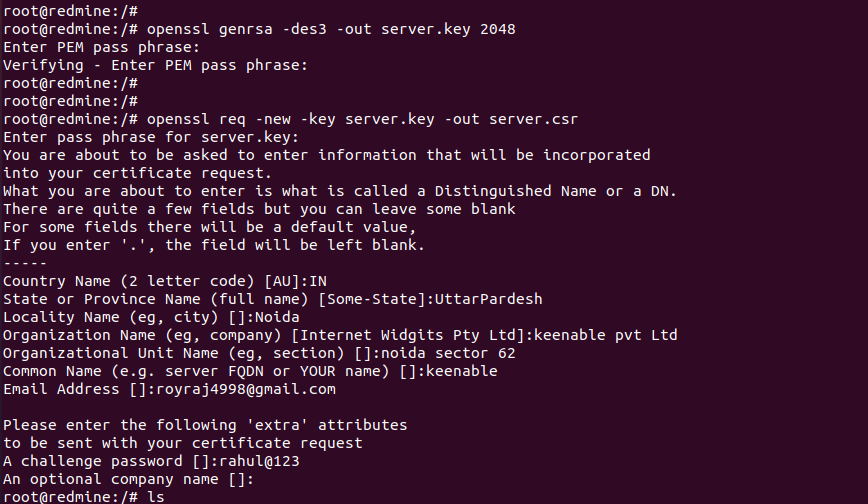 root@redmine:/#
root@redmine:/# openssl genrsa -des3 -out server.key 2048
Enter PEM pass phrase:
Verifying - Enter PEM pass phrase:
root@redmine:/#
root@redmine:/#
root@redmine:/# openssl req -new -key server.key -out server.csr
Enter pass phrase for server.key:
You are about to be asked to enter information that will be incorporated
into your certificate request.
What you are about to enter is what is called a Distinguished Name or a DN.
There are quite a few fields but you can leave some blank
For some fields there will be a default value,
If you enter '.', the field will be left blank.
-----
Country Name (2 letter code) [AU]:IN
State or Province Name (full name) [Some-State]:UttarPardesh
Locality Name (eg, city) []:Noida
Organization Name (eg, company) [Internet Widgits Pty Ltd]:keenable pvt Ltd
Organizational Unit Name (eg, section) []:noida sector 62
Common Name (e.g. server FQDN or YOUR name) []:keenable
Email Address []:royraj4998@gmail.com

Please enter the following 'extra' attributes
to be sent with your certificate request
A challenge password []:rahul@123
An optional company name []:
root@redmine:/# ls